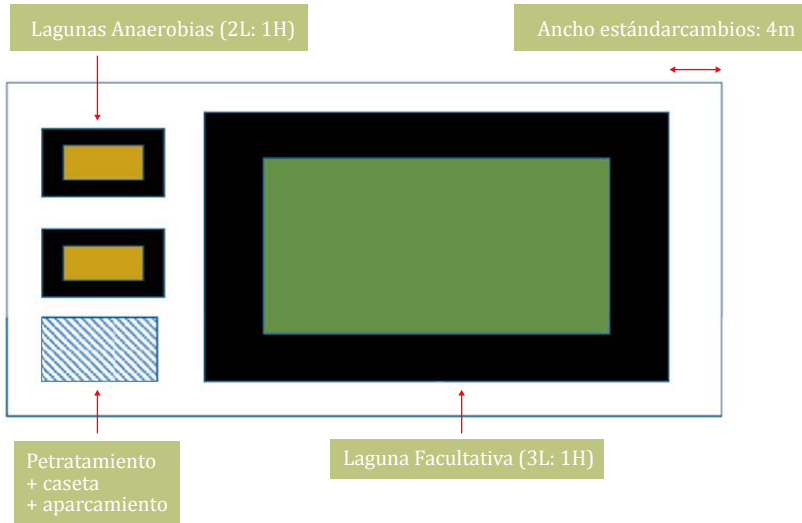 Lagunas Anaerobias (2L: 1H)
Ancho estándarcambios: 4m
Petratamiento
+ caseta
+ aparcamiento
Laguna Facultativa (3L: 1H)